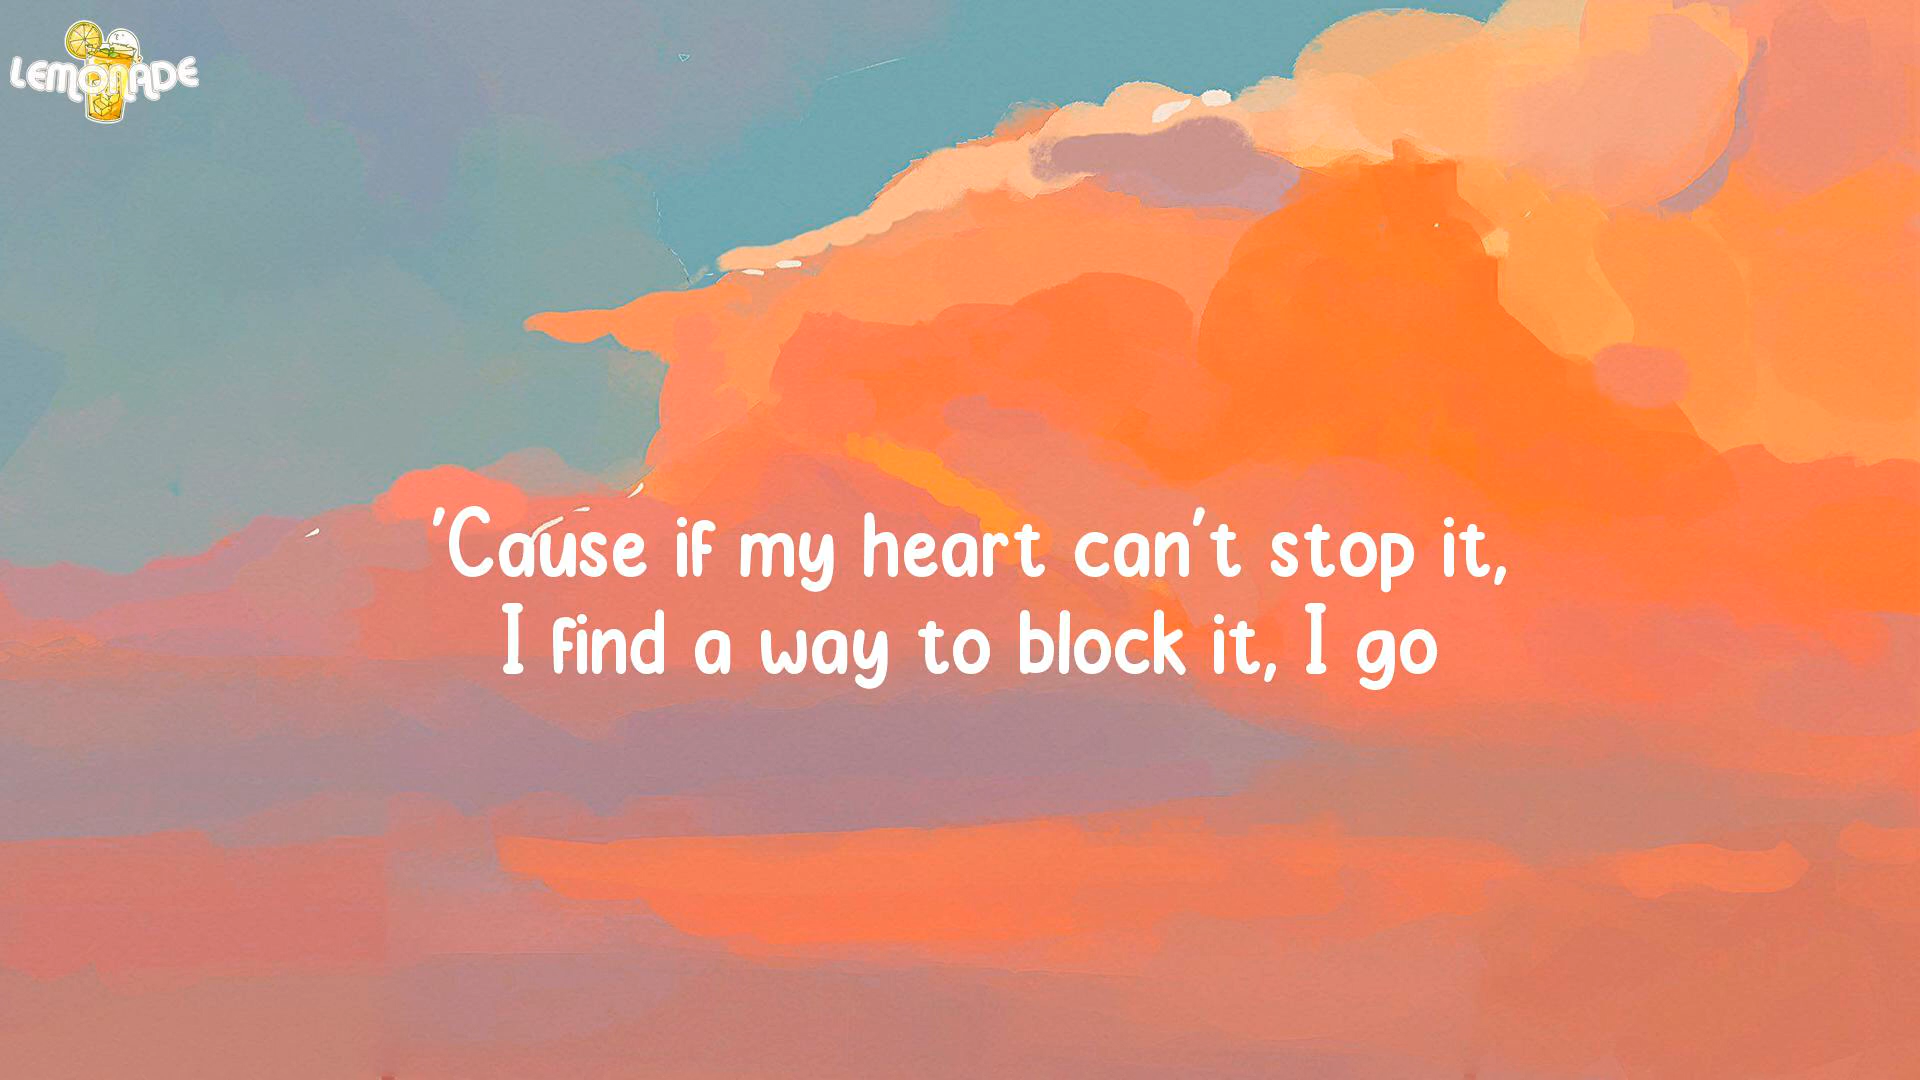 LEMONADE
'Cause if my heart can't stop it,
I find a way to block it, I go